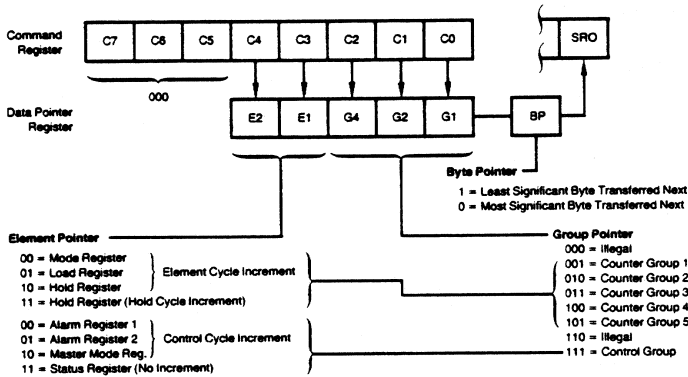 Command Register
C7 C6 C5 C4 C3 C2 C1 C0
SRO
000
Data Pointer Register
E2 E1 G4 G2 G1
BP
Byte Pointer
1 = Least Significant Byte Transferred Next
0 = Most Significant Byte Transferred Next
Element Pointer
00 = Mode Register
01 = Load Register
10 = Hold Register
Element Cycle Increment
11 = Hold Register (Hold Cycle Increment)
00 = Alarm Register 1
01 = Alarm Register 2
10 = Master Mode Reg.
Control Cycle Increment
11 = Status Register (No Increment)
Group Pointer
000 = Illegal
001 = Counter Group 1
010 = Counter Group 2
011 = Counter Group 3
100 = Counter Group 4
101 = Counter Group 5
110 = Illegal
111 = Control Group